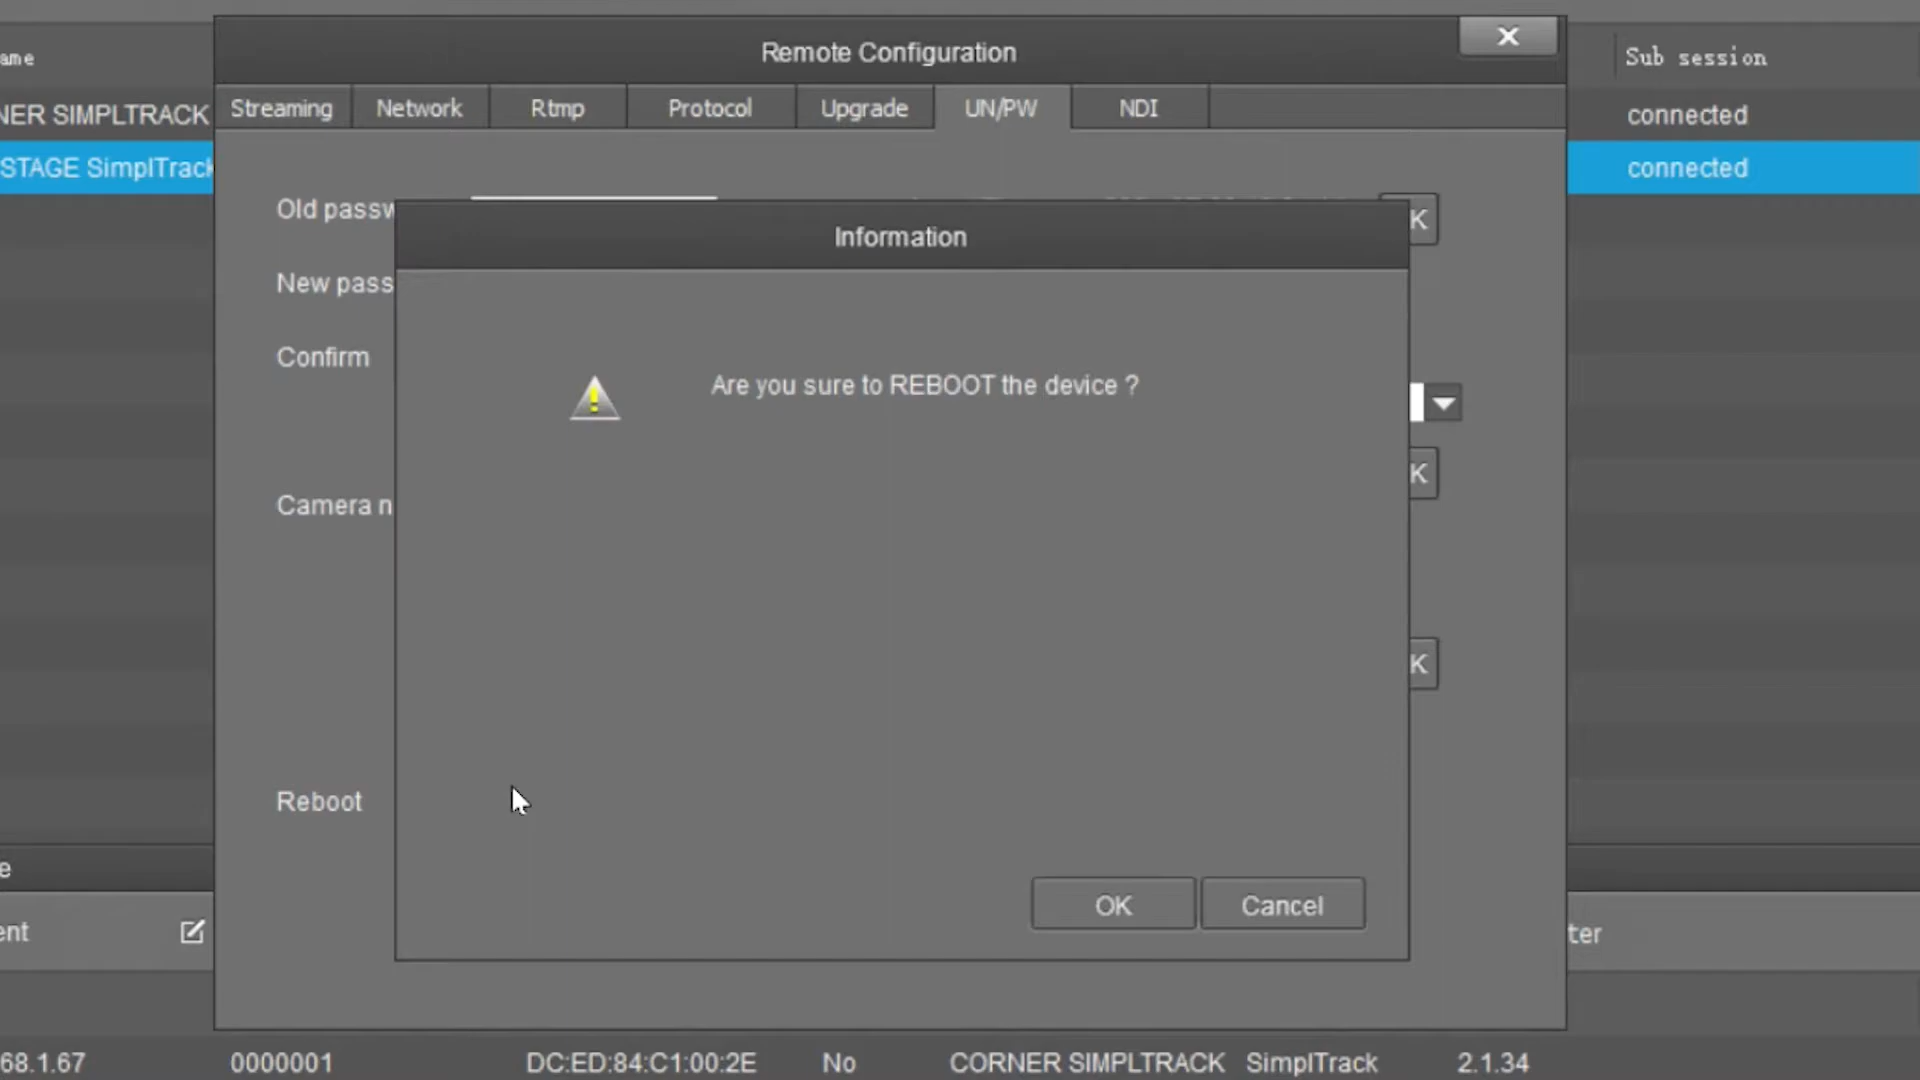 Remote Configuration
ame
Sub session
Streaming Network Rtmp Protocol Upgrade UN/PW NDI
NER SIMPLTRACK connected
STAGE SimplTrack connected
Old passw
K
Information
New pass
Confirm
Are you sure to REBOOT the device ?
K
Camera n
K
Reboot
e
OK Cancel
ent
ter
68.1.67 0000001 DC:ED:84:C1:00:2E No CORNER SIMPLTRACK SimplTrack 2.1.34